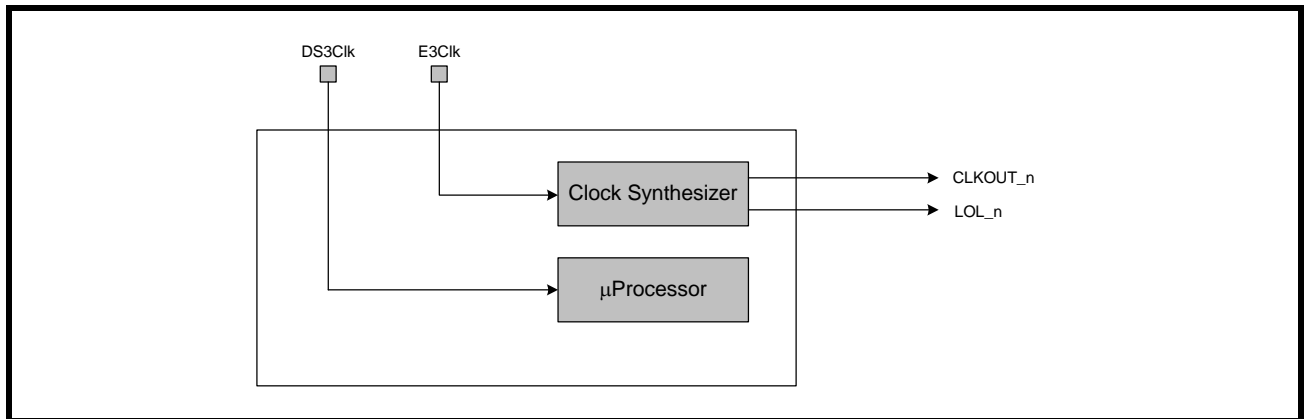 DS3Clk
E3Clk
Clock Synthesizer
CLKOUT_n
LOL_n
μProcessor